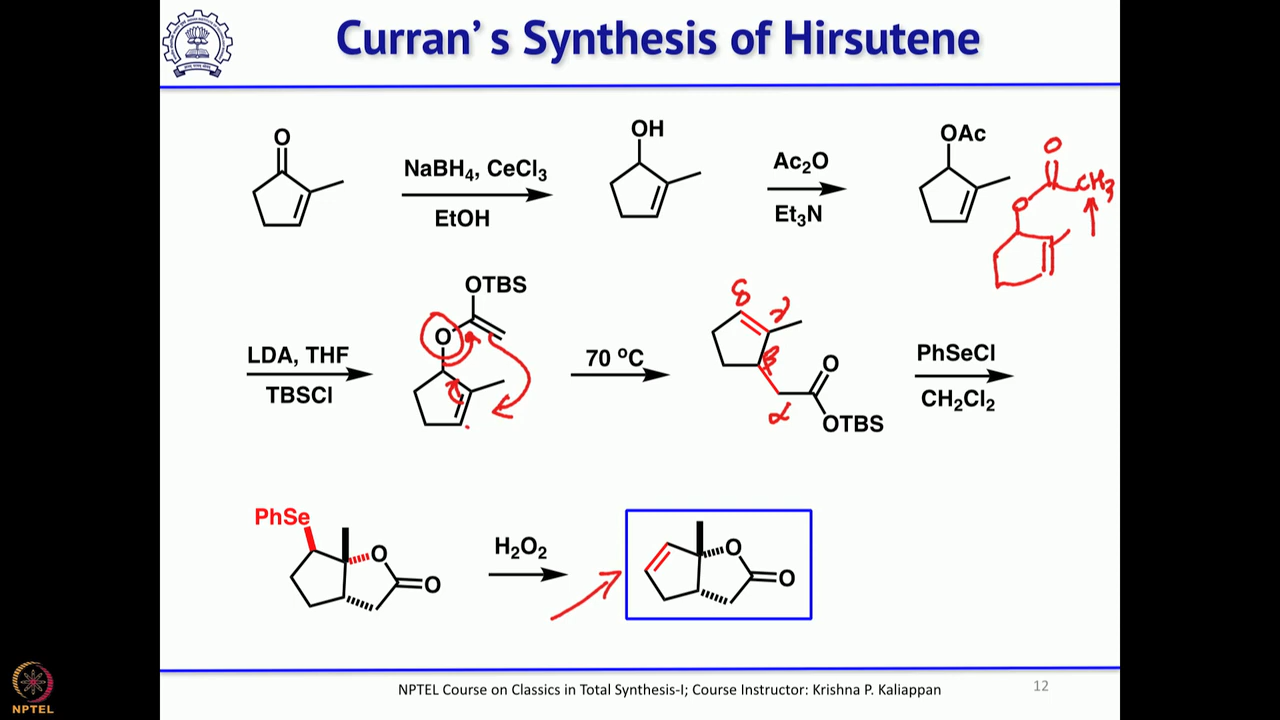 Curran's Synthesis of Hirsutene
O
NaBH4, CeCl3
EtOH
OH
Ac2O
Et3N
OAc
O
CH3
O
LDA, THF
TBSCl
OTBS
O
70 °C
δ
γ
β
α
O
OTBS
PhSeCl
CH2Cl2
PhSe
O
O
H2O2
O
O
NPTEL
NPTEL Course on Classics in Total Synthesis-I; Course Instructor: Krishna P. Kaliappan
12